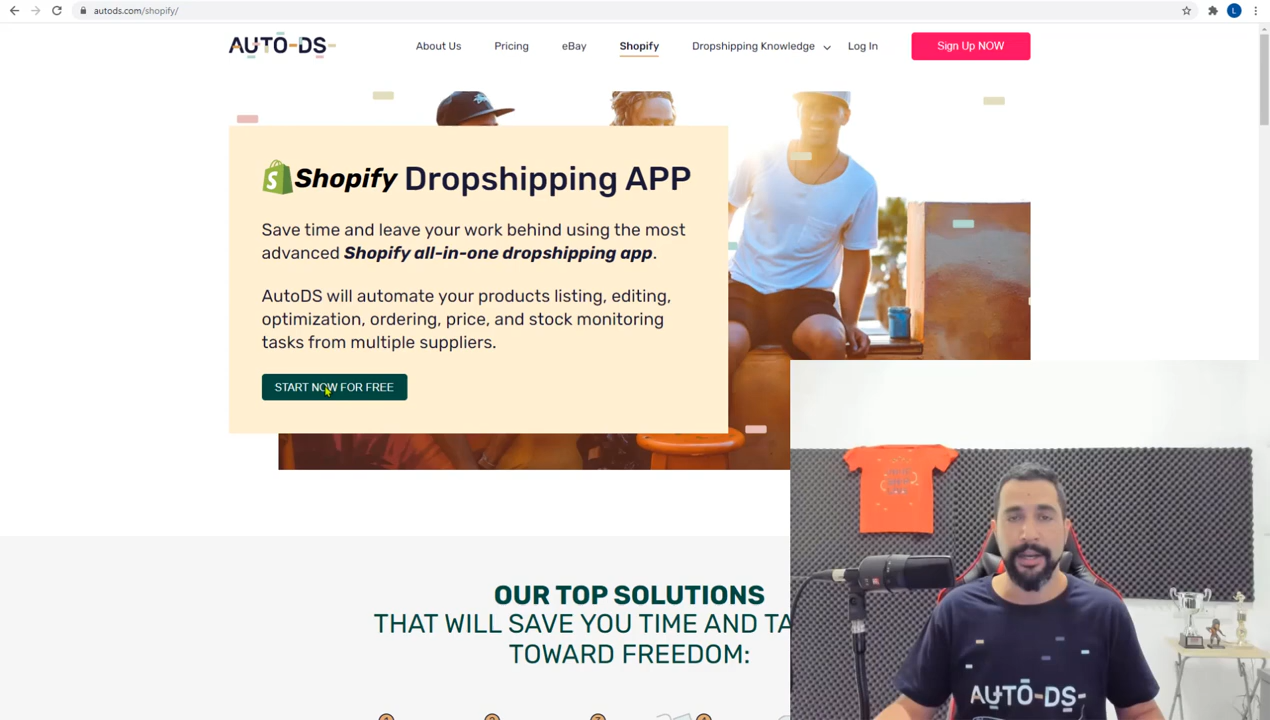 autods.com/shopify/
L
AUTO-DS-
About Us
Pricing
eBay
Shopify
Dropshipping Knowledge
Log In
Sign Up NOW
Shopify Dropshipping APP
Save time and leave your work behind using the most
advanced Shopify all-in-one dropshipping app.
AutoDS will automate your products listing, editing,
optimization, ordering, price, and stock monitoring
tasks from multiple suppliers.
START NOW FOR FREE
OUR TOP SOLUTIONS
THAT WILL SAVE YOU TIME AND TA
TOWARD FREEDOM:
AUTO-DS-